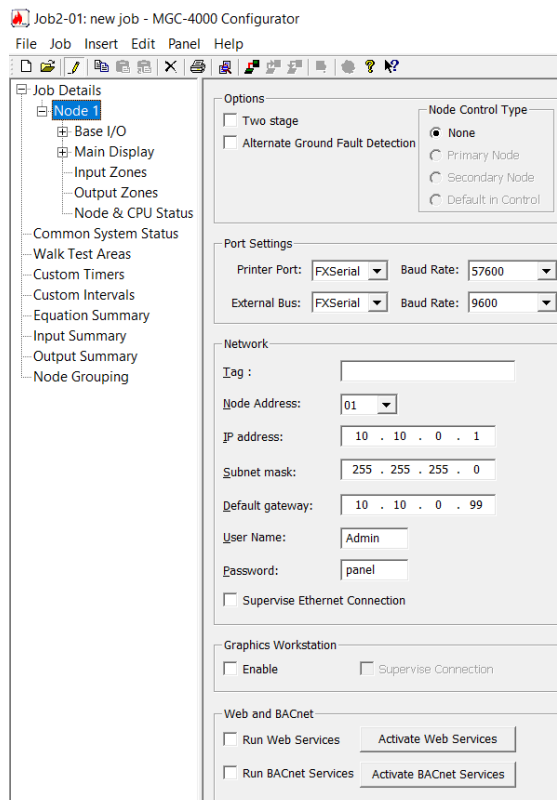 Job2-01: new job - MGC-4000 Configurator
File Job Insert Edit Panel Help
Job Details
Node 1
Base I/O
Main Display
Input Zones
Output Zones
Node & CPU Status
Common System Status
Walk Test Areas
Custom Timers
Custom Intervals
Equation Summary
Input Summary
Output Summary
Node Grouping
Options
Two stage
Alternate Ground Fault Detection
Node Control Type
None
Primary Node
Secondary Node
Default in Control
Port Settings
Printer Port: FXSerial Baud Rate: 57600
External Bus: FXSerial Baud Rate: 9600
Network
Tag :
Node Address: 01
IP address: 10 . 10 . 0 . 1
Subnet mask: 255 . 255 . 255 . 0
Default gateway: 10 . 10 . 0 . 99
User Name: Admin
Password: panel
Supervise Ethernet Connection
Graphics Workstation
Enable Supervise Connection
Web and BACnet
Run Web Services Activate Web Services
Run BACnet Services Activate BACnet Services